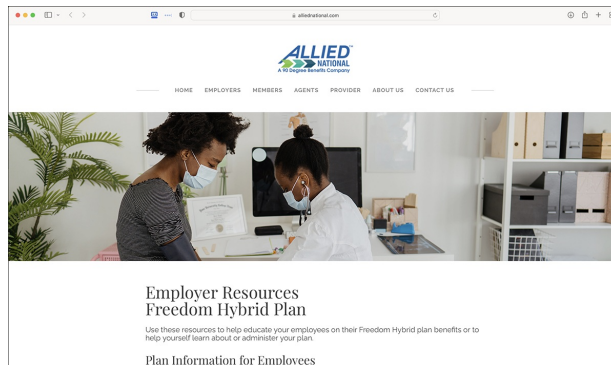 alliednational.com
ALLIED
NATIONAL
A 90 Degree Benefits Company
HOME EMPLOYERS MEMBERS AGENTS PROVIDER ABOUT US CONTACT US
Employer Resources
Freedom Hybrid Plan
Use these resources to help educate your employees on their Freedom Hybrid plan benefits or to
help yourself learn about or administer your plan.
Plan Information for Employees